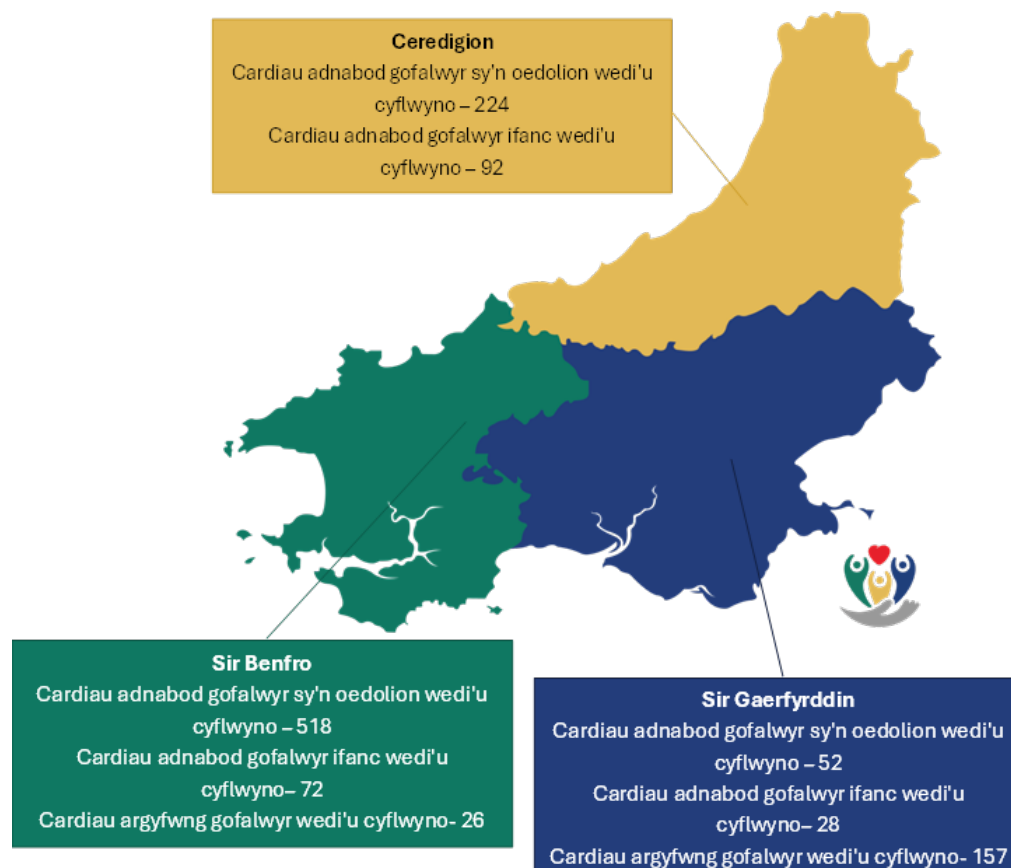 Ceredigion
Cardiau adnabod gofalwyr sy'n oedolion wedi'u
cyflwyno – 224
Cardiau adnabod gofalwyr ifanc wedi'u
cyflwyno – 92
Sir Benfro
Cardiau adnabod gofalwyr sy'n oedolion wedi'u
cyflwyno – 518
Cardiau adnabod gofalwyr ifanc wedi'u
cyflwyno– 72
Cardiau argyfwng gofalwyr wedi'u cyflwyno- 26
Sir Gaerfyrddin
Cardiau adnabod gofalwyr sy'n oedolion wedi'u
cyflwyno – 52
Cardiau adnabod gofalwyr ifanc wedi'u
cyflwyno– 28
Cardiau argyfwng gofalwyr wedi'u cyflwyno- 157